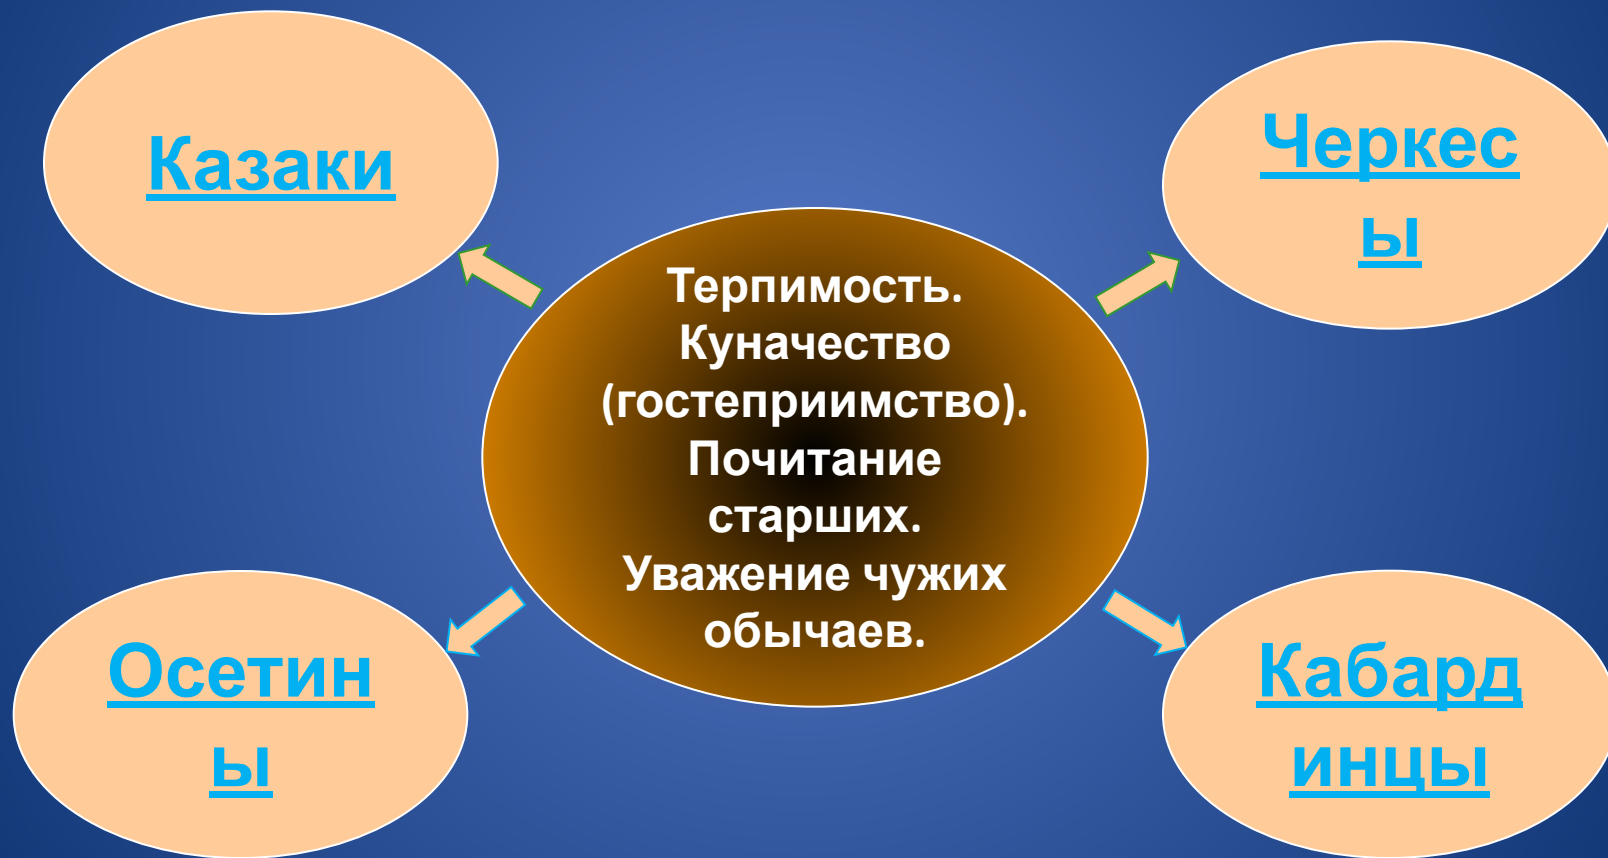 Казаки
Черкес
ы
Терпимость.
Куначество
(гостеприимство).
Почитание
старших.
Уважение чужих
обычаев.
Осетин
ы
Кабард
инцы